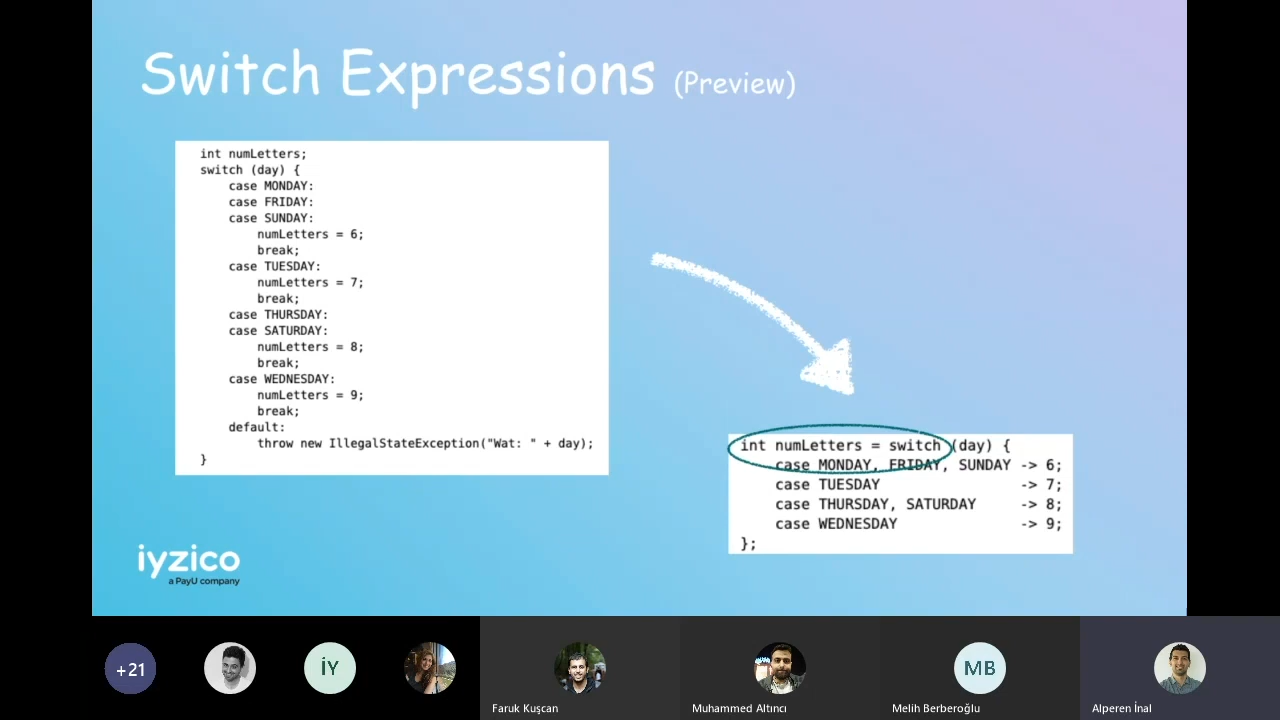 Switch Expressions (Preview)
int numLetters;
switch (day) {
case MONDAY:
case FRIDAY:
case SUNDAY:
numLetters = 6;
break;
case TUESDAY:
numLetters = 7;
break;
case THURSDAY:
case SATURDAY:
numLetters = 8;
break;
case WEDNESDAY:
numLetters = 9;
break;
default:
throw new IllegalStateException("Wat: " + day);
}
int numLetters = switch (day) {
case MONDAY, FRIDAY, SUNDAY -> 6;
case TUESDAY -> 7;
case THURSDAY, SATURDAY -> 8;
case WEDNESDAY -> 9;
};
iyzico
a PayU company
+21
İY
MB
Faruk Kuşcan
Muhammed Altıncı
Melih Berberoğlu
Alperen İnal